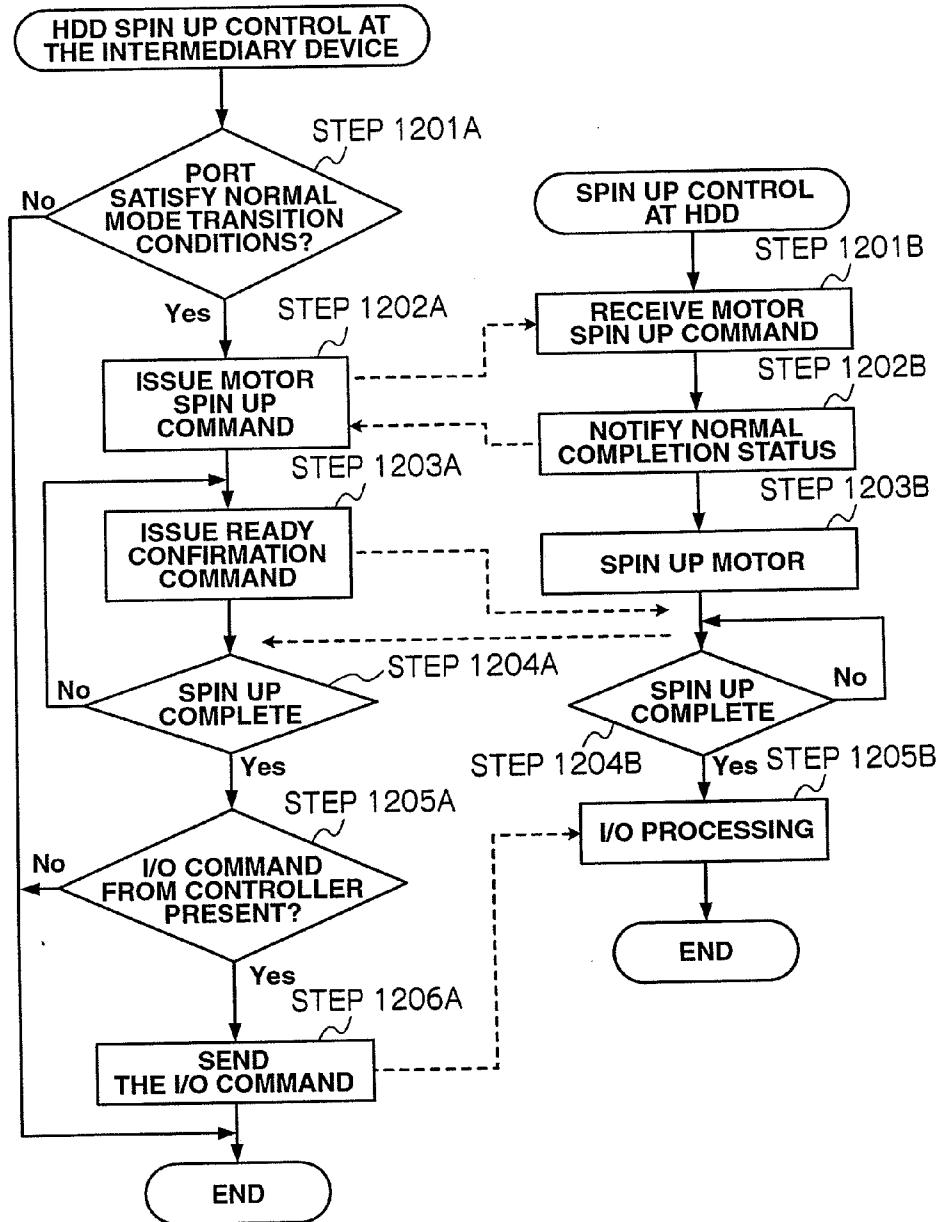 HDD SPIN UP CONTROL AT
THE INTERMEDIARY DEVICE
STEP 1201A
PORT
SATISFY NORMAL
MODE TRANSITION
CONDITIONS?
No
Yes
STEP 1202A
ISSUE MOTOR
SPIN UP
COMMAND
STEP 1203A
ISSUE READY
CONFIRMATION
COMMAND
STEP 1204A
SPIN UP
COMPLETE
No
Yes
STEP 1205A
I/O COMMAND
FROM CONTROLLER
PRESENT?
No
Yes
STEP 1206A
SEND
THE I/O COMMAND
END
SPIN UP CONTROL
AT HDD
STEP 1201B
RECEIVE MOTOR
SPIN UP COMMAND
STEP 1202B
NOTIFY NORMAL
COMPLETION STATUS
STEP 1203B
SPIN UP MOTOR
SPIN UP
COMPLETE
No
STEP 1204B
Yes
STEP 1205B
I/O PROCESSING
END